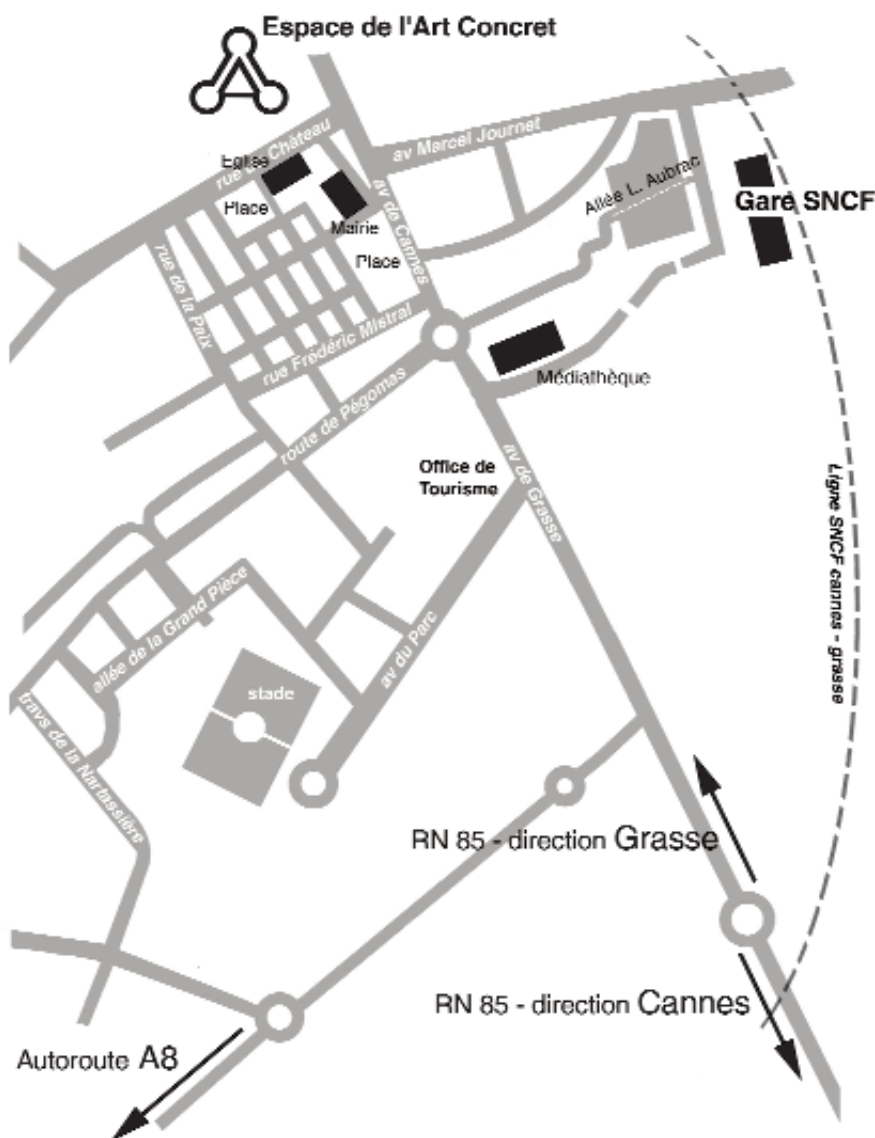 Espace de l'Art Concret
av Marcel Journet
rue du Château
Eglise
Allée L. Aubrac
Gare SNCF
Place
Mairie
av de Cannes
Place
rue de la Paix
rue Frédéric Mistral
Médiathèque
route de Pégomas
Office de
Tourisme
av de Grasse
Ligne SNCF cannes - grasse
allée de la Grand Pièce
av du Parc
stade
travs de la Nartassière
RN 85 - direction Grasse
RN 85 - direction Cannes
Autoroute A8